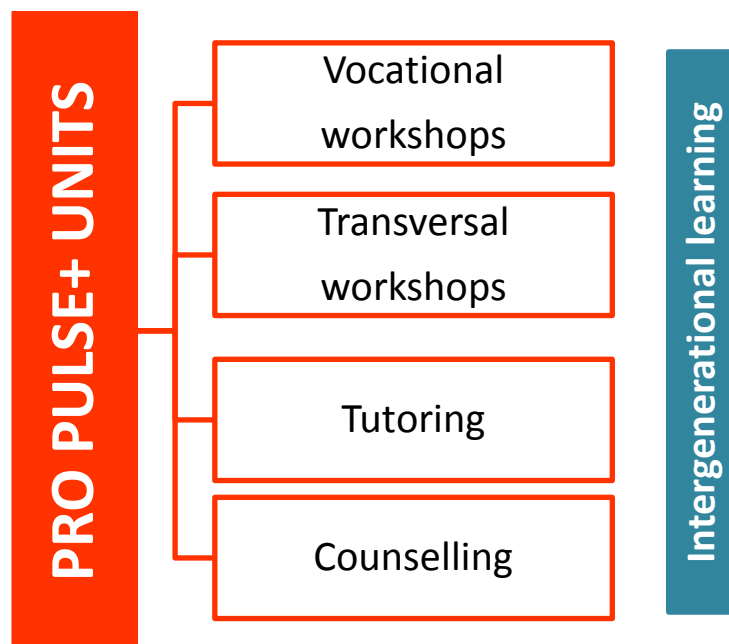 PRO PULSE+ UNITS
Vocational
workshops
Transversal
workshops
Tutoring
Counselling
Intergenerational learning